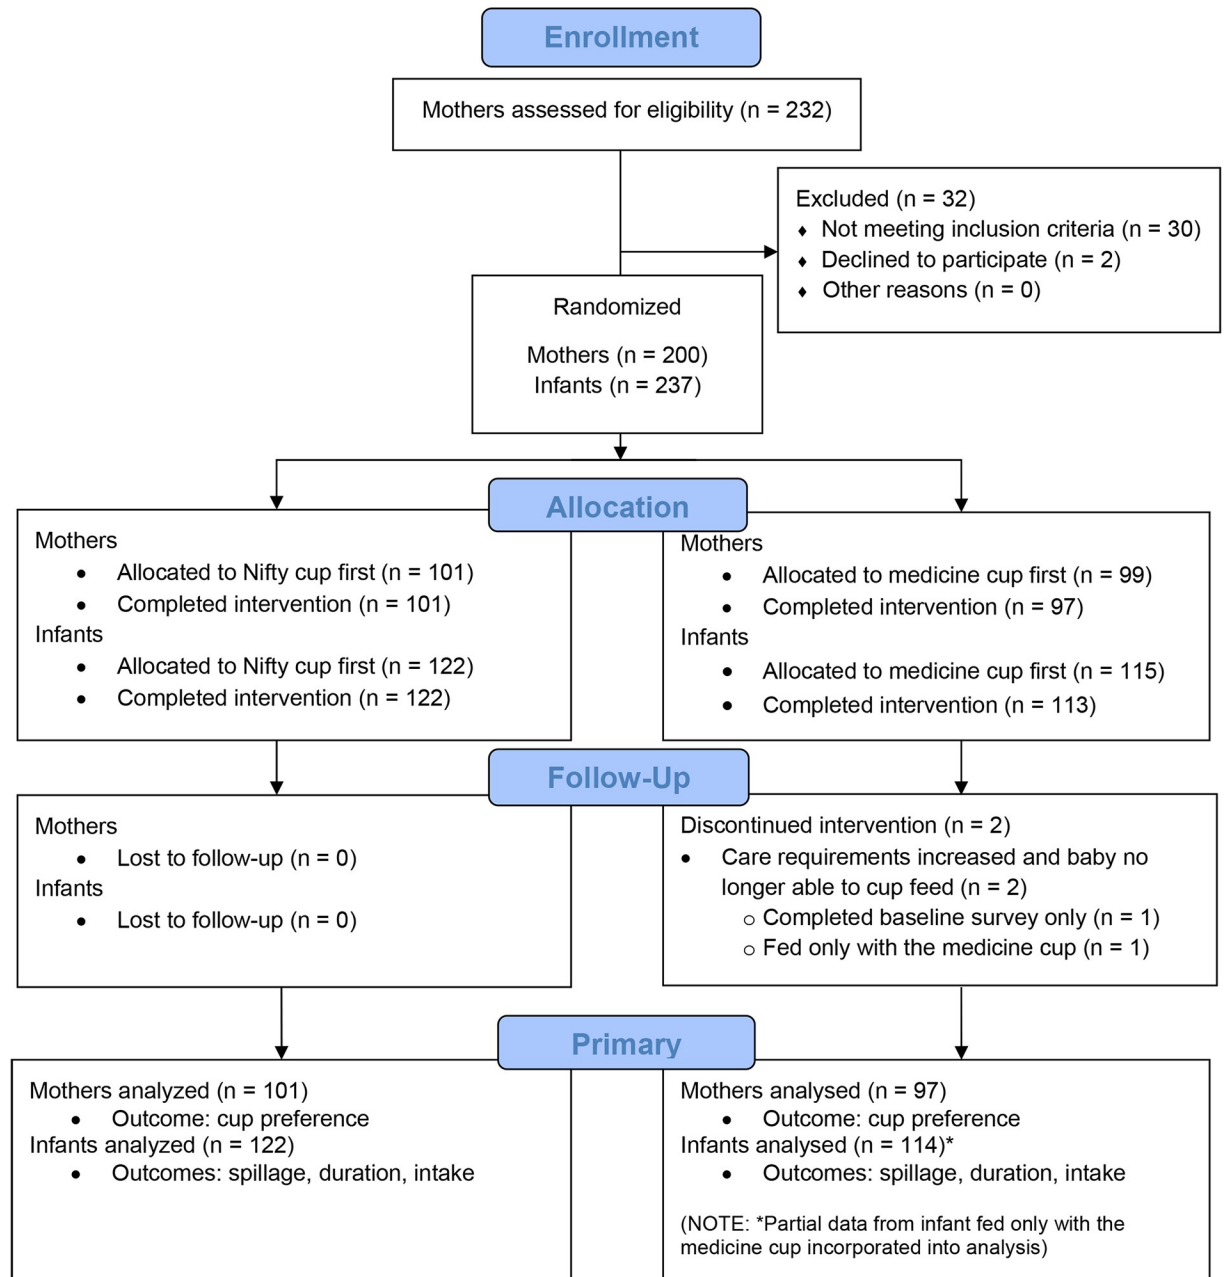 Enrollment
Mothers assessed for eligibility (n = 232)
Excluded (n = 32)
♦ Not meeting inclusion criteria (n = 30)
♦ Declined to participate (n = 2)
♦ Other reasons (n = 0)
Randomized
Mothers (n = 200)
Infants (n = 237)
Allocation
Mothers
• Allocated to Nifty cup first (n = 101)
• Completed intervention (n = 101)
Infants
• Allocated to Nifty cup first (n = 122)
• Completed intervention (n = 122)
Mothers
• Allocated to medicine cup first (n = 99)
• Completed intervention (n = 97)
Infants
• Allocated to medicine cup first (n = 115)
• Completed intervention (n = 113)
Follow-Up
Mothers
• Lost to follow-up (n = 0)
Infants
• Lost to follow-up (n = 0)
Discontinued intervention (n = 2)
• Care requirements increased and baby no
longer able to cup feed (n = 2)
o Completed baseline survey only (n = 1)
o Fed only with the medicine cup (n = 1)
Primary
Mothers analyzed (n = 101)
• Outcome: cup preference
Infants analyzed (n = 122)
• Outcomes: spillage, duration, intake
Mothers analysed (n = 97)
• Outcome: cup preference
Infants analysed (n = 114)*
• Outcomes: spillage, duration, intake
(NOTE: *Partial data from infant fed only with the
medicine cup incorporated into analysis)